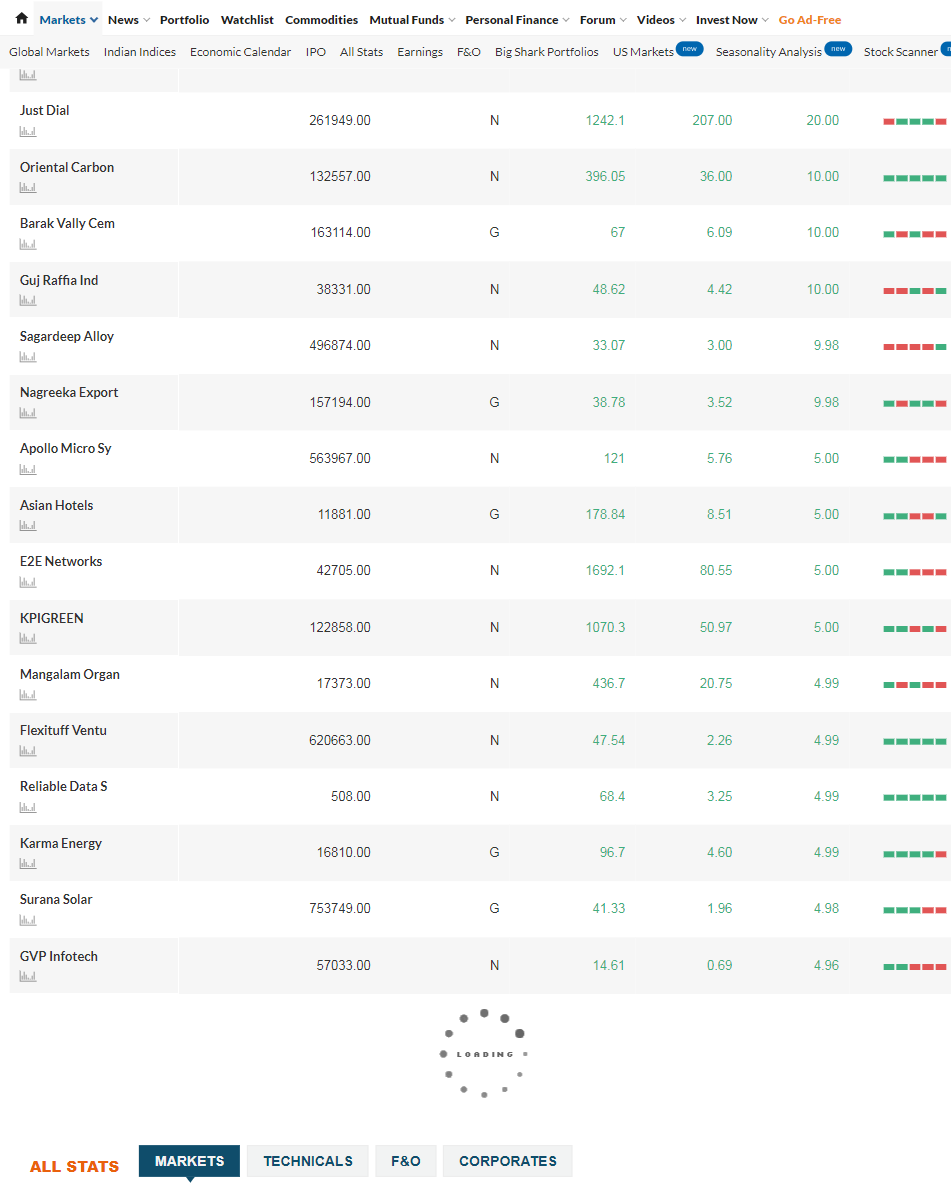 Markets News Portfolio Watchlist Commodities Mutual Funds Personal Finance Forum Videos Invest Now Go Ad-Free
Global Markets Indian Indices Economic Calendar IPO All Stats Earnings F&O Big Shark Portfolios US Markets new Seasonality Analysis new Stock Scanner
Just Dial 261949.00 N 1242.1 207.00 20.00
Oriental Carbon 132557.00 N 396.05 36.00 10.00
Barak Vally Cem 163114.00 G 67 6.09 10.00
Guj Raffia Ind 38331.00 N 48.62 4.42 10.00
Sagardeep Alloy 496874.00 N 33.07 3.00 9.98
Nagreeka Export 157194.00 G 38.78 3.52 9.98
Apollo Micro Sy 563967.00 N 121 5.76 5.00
Asian Hotels 11881.00 G 178.84 8.51 5.00
E2E Networks 42705.00 N 1692.1 80.55 5.00
KPIGREEN 122858.00 N 1070.3 50.97 5.00
Mangalam Organ 17373.00 N 436.7 20.75 4.99
Flexituff Ventu 620663.00 N 47.54 2.26 4.99
Reliable Data S 508.00 N 68.4 3.25 4.99
Karma Energy 16810.00 G 96.7 4.60 4.99
Surana Solar 753749.00 G 41.33 1.96 4.98
GVP Infotech 57033.00 N 14.61 0.69 4.96
LOADING
ALL STATS MARKETS TECHNICALS F&O CORPORATES